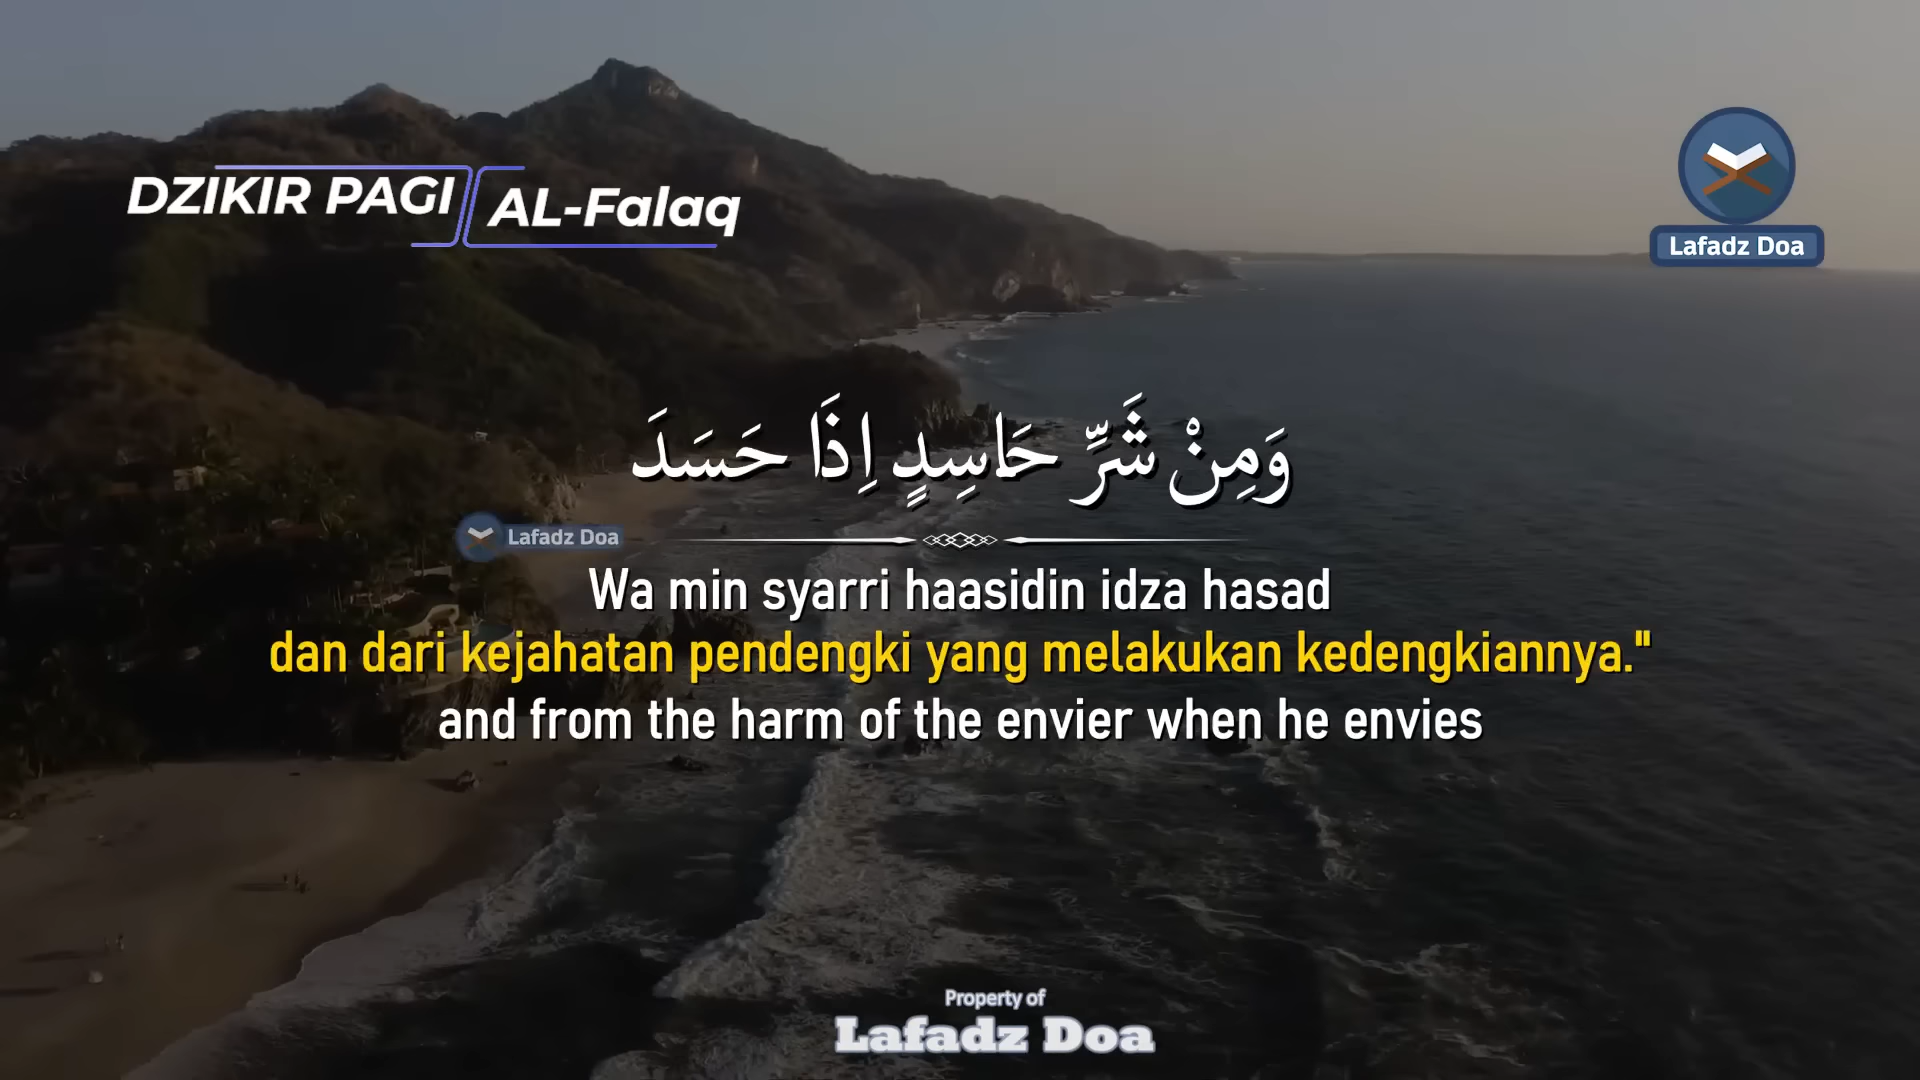 DZIKIR PAGI
AL-Falaq
Lafadz Doa
وَمِنْ شَرِّ حَاسِدٍ اِذَا حَسَدَ
Lafadz Doa
Wa min syarri haasidin idza hasad
dan dari kejahatan pendengki yang melakukan kedengkiannya."
and from the harm of the envier when he envies
Property of
Lafadz Doa